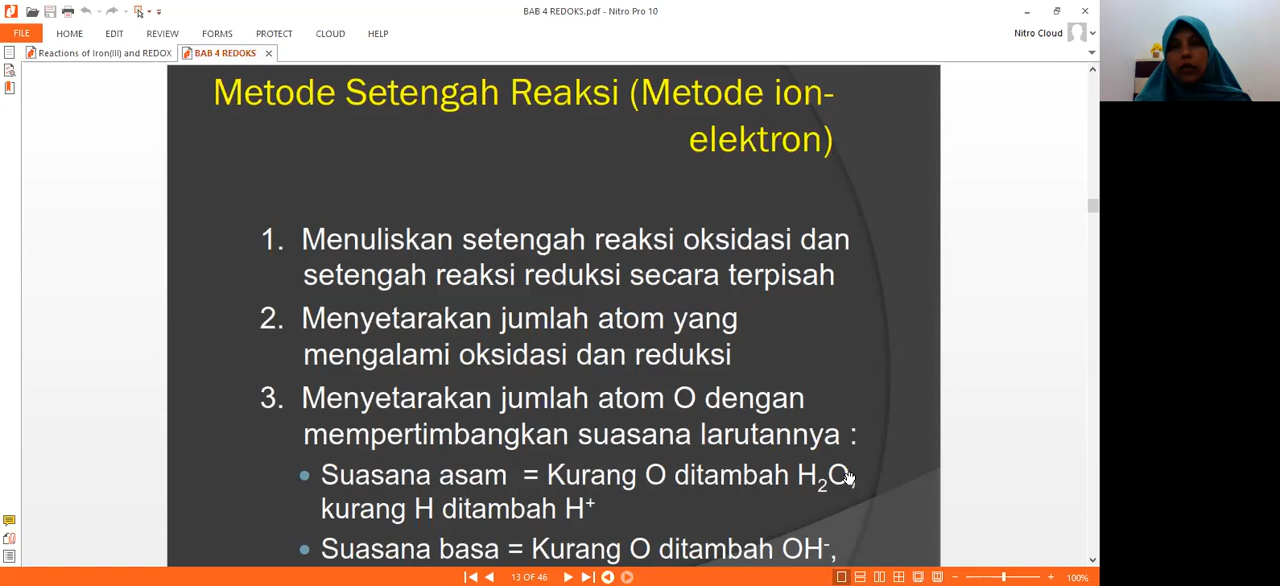 BAB 4 REDOKS.pdf - Nitro Pro 10
FILE HOME EDIT REVIEW FORMS PROTECT CLOUD HELP
Nitro Cloud
Reactions of Iron(III) and REDOX
BAB 4 REDOKS
Metode Setengah Reaksi (Metode ion-
elektron)
1. Menuliskan setengah reaksi oksidasi dan
setengah reaksi reduksi secara terpisah
2. Menyetarakan jumlah atom yang
mengalami oksidasi dan reduksi
3. Menyetarakan jumlah atom O dengan
mempertimbangkan suasana larutannya :
• Suasana asam = Kurang O ditambah H₂O,
kurang H ditambah H⁺
• Suasana basa = Kurang O ditambah OH⁻,
13 OF 46
100%